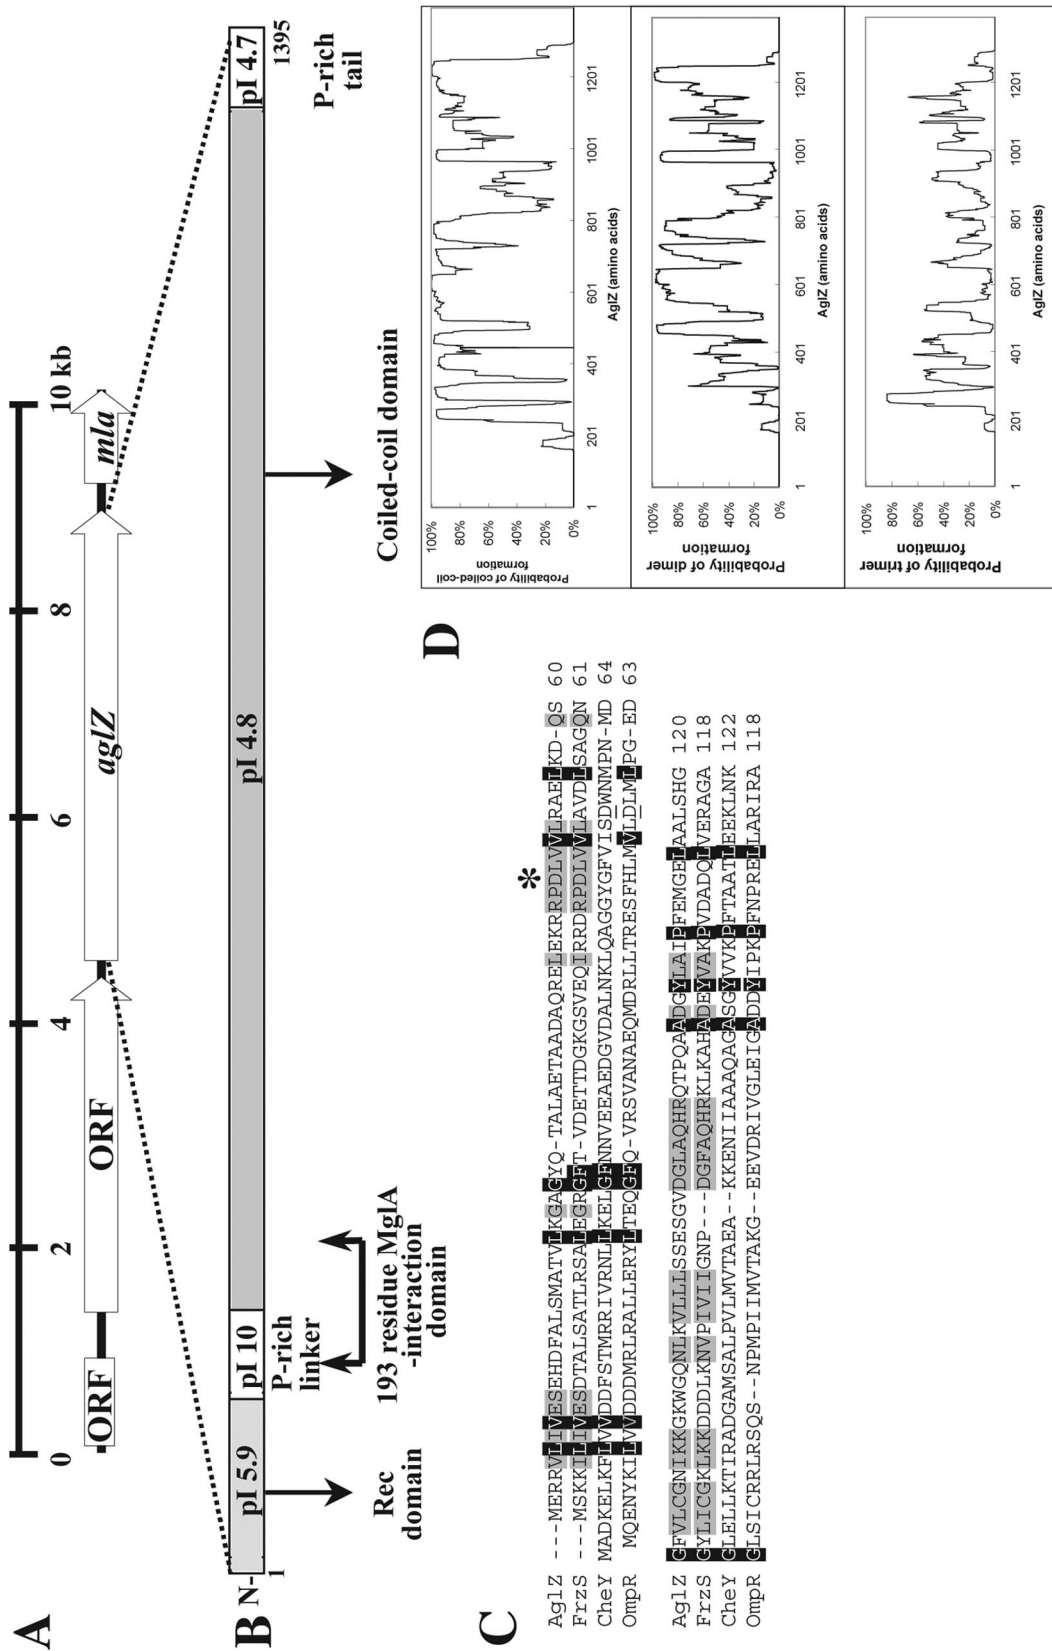 A
0 2 4 6 8 10 kb
ORF ORF aglZ mla
B
N- pI 5.9 pI 10 pI 4.8 pI 4.7
1 1395
P-rich
linker
P-rich
tail
Rec
domain
193 residue MglA
-interaction
domain
Coiled-coil domain
C
*
AglZ ----MERRVLIVESEHDFALSMATVLKGAGYQ-TALAETAADAQRELEKRRPDLVVLRAELKD-QS 60
FrzS ---MSKKILIVESDTALSATLRSALEGRGFT-VDETTDGKGSVEQIRRDRPDLVVLAVDLSAGQN 61
CheY MADKELKFLVVDDFSTMRRIVRNLLKELGFNNVEEAEDGVDALNKLQAGGYGFVISDWNMPN-MD 64
OmpR MQENYKILVVDDDMRLRALLERYLTEQGFQ-VRSVANAEQMDRLLTRESFHLMVLDLMLPG-ED 63
AglZ GFVLCGNIKKGKWGQNLKVLLLSSESGVDGLAQHRQTPQAADGYLAIPFEMGELAALSHG 120
FrzS GYLICGKLKKDDDLKNVPIVIIGNP---DGFAQHRKLKAHADEYVAKPVDADQLVERAGA 118
CheY GLELLKTIRADGAMSALPVLMVTAEA--KKENIIAAAQAGASGYVVKPFTAATLEEKLNK 122
OmpR GLSICRRLRSQS--NPMPIIMVTAKG--EEVDRIVGLEIGADDYIPKPFNPRELLARIRA 118
D
Probability of coiled-coil
formation
100%
80%
60%
40%
20%
0%
1 201 401 601 801 1001 1201
AglZ (amino acids)
Probability of dimer
formation
100%
80%
60%
40%
20%
0%
1 201 401 601 801 1001 1201
AglZ (amino acids)
Probability of trimer
formation
100%
80%
60%
40%
20%
0%
1 201 401 601 801 1001 1201
AglZ (amino acids)